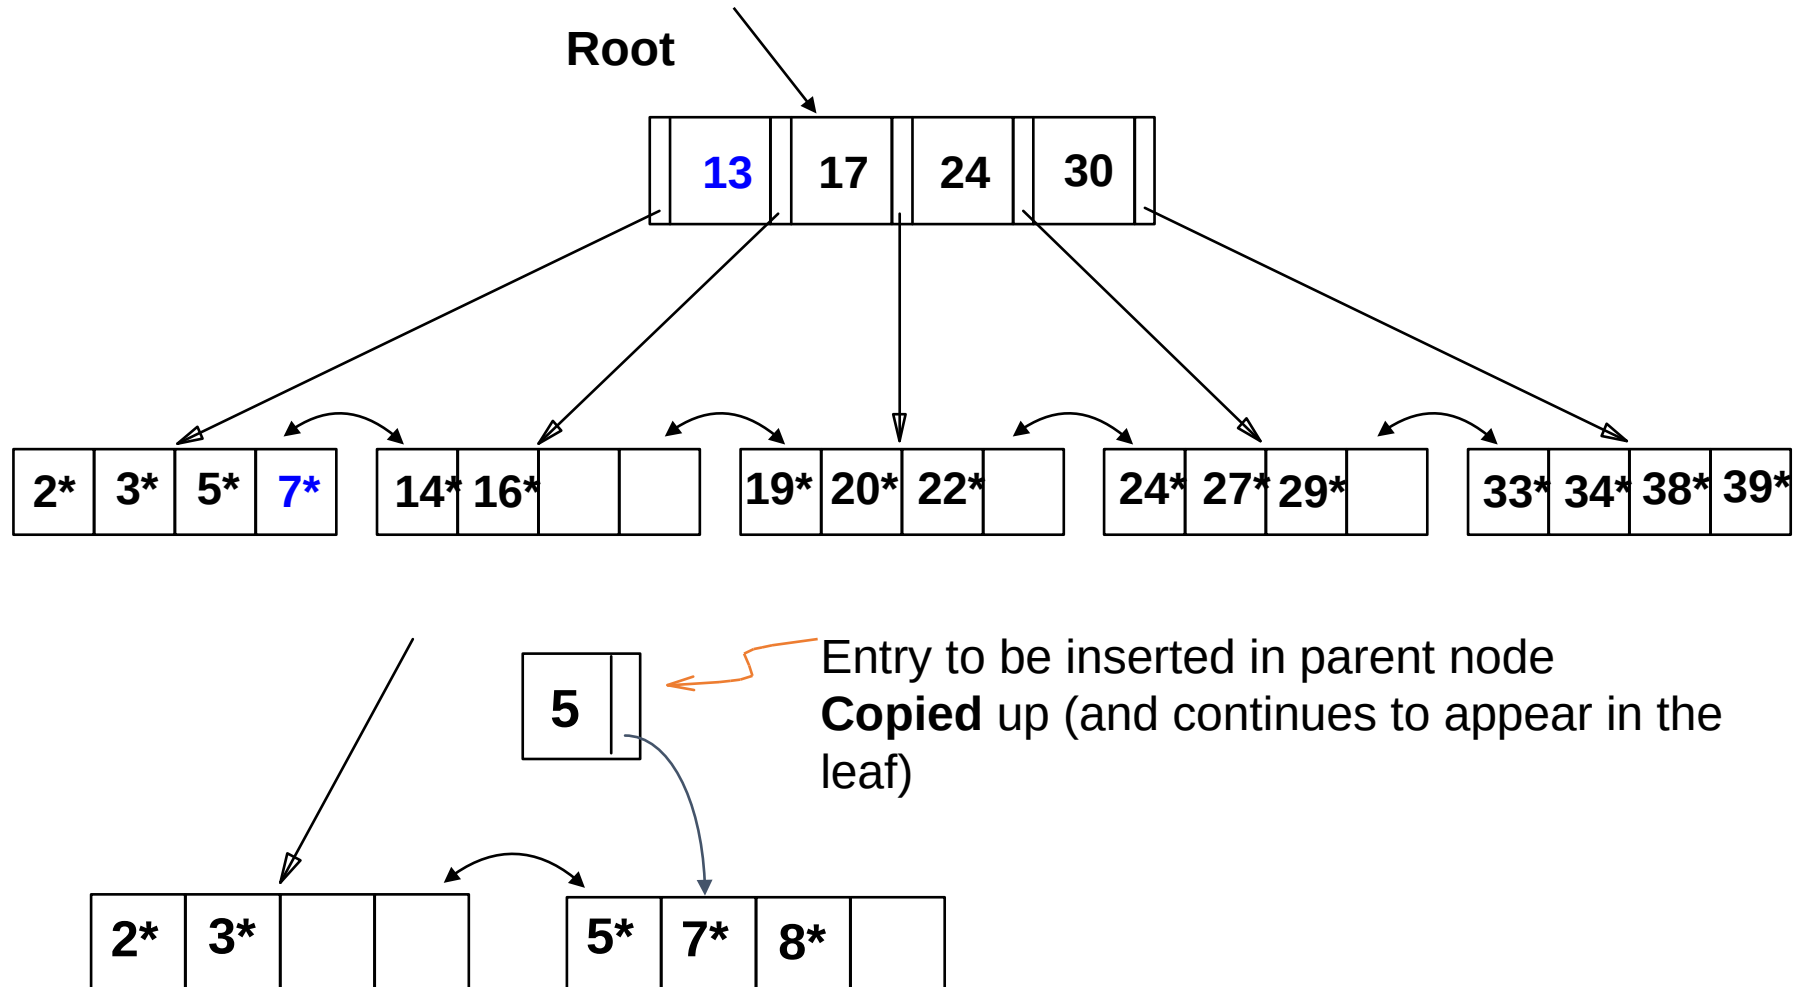 Root
13 17 24 30
2* 3* 5* 7* 14* 16* 19* 20* 22* 24* 27* 29* 33* 34* 38* 39*
5
Entry to be inserted in parent node
Copied up (and continues to appear in the
leaf)
2* 3* 5* 7* 8*